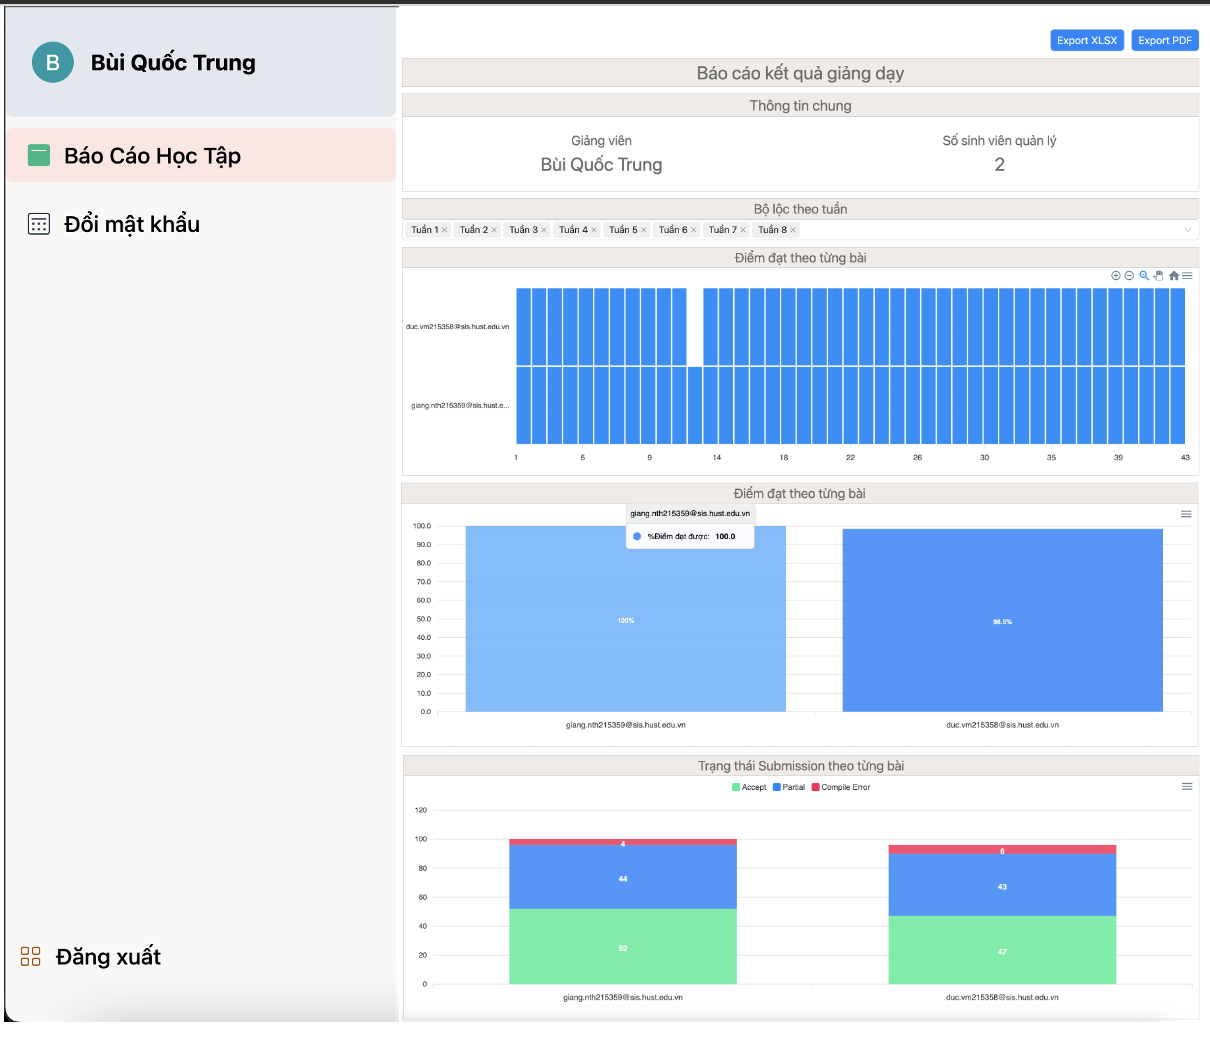 B
Bùi Quốc Trung
Báo Cáo Học Tập
Đổi mật khẩu
Đăng xuất
Export XLSX Export PDF
Báo cáo kết quả giảng dạy
Thông tin chung
Giảng viên Số sinh viên quản lý
Bùi Quốc Trung 2
Bộ lọc theo tuần
Tuần 1 × Tuần 2 × Tuần 3 × Tuần 4 × Tuần 5 × Tuần 6 × Tuần 7 × Tuần 8 ×
Điểm đạt theo từng bài
duc.vm215358@sis.hust.edu.vn
giang.nth215359@sis.hust.e...
1 5 9 14 18 22 26 30 35 39 43
Điểm đạt theo từng bài
giang.nth215359@sis.hust.edu.vn
%Điểm đạt được: 100.0
100.0
90.0
80.0
70.0
60.0
50.0
40.0
30.0
20.0
10.0
0.0
100% 98.5%
giang.nth215359@sis.hust.edu.vn duc.vm215358@sis.hust.edu.vn
Trạng thái Submission theo từng bài
Accept Partial Compile Error
120
100
80
60
40
20
0
4 6
44 43
52 47
giang.nth215359@sis.hust.edu.vn duc.vm215358@sis.hust.edu.vn